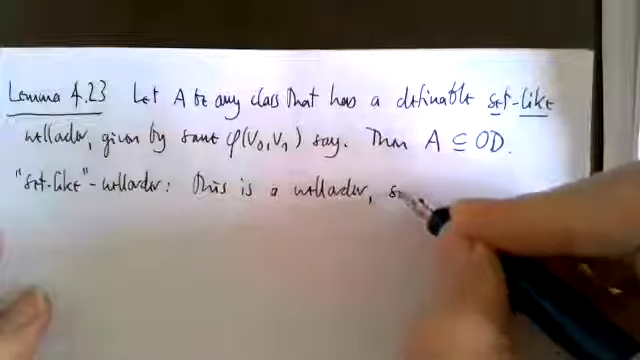 Lemma 4.23 Let A be any class that has a definable set-like
wellorder, given by some φ(v₀,v₁) say. Then A ⊆ OD.
"set-like"-wellorder: This is a wellorder, s